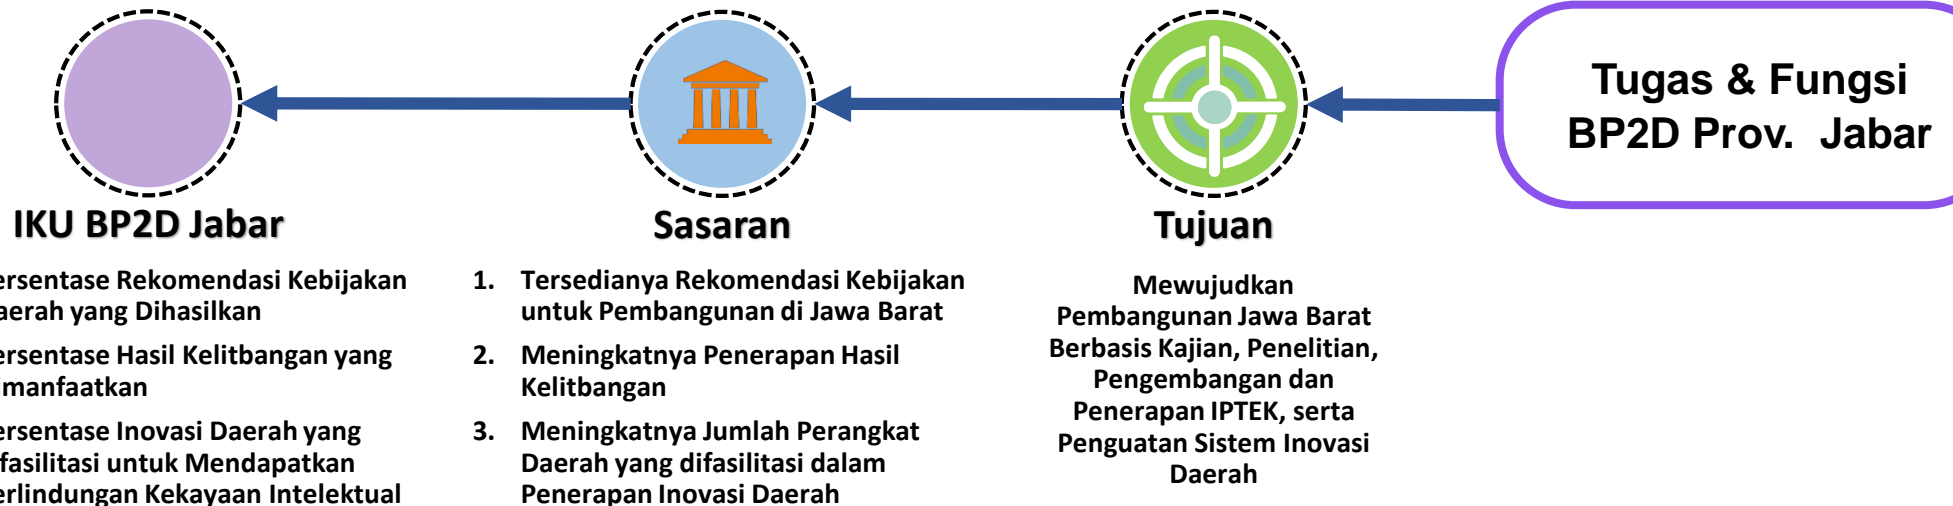 Tugas & Fungsi
BP2D Prov. Jabar
IKU BP2D Jabar
ersentase Rekomendasi Kebijakan
aerah yang Dihasilkan
ersentase Hasil Kelitbangan yang
imanfaatkan
ersentase Inovasi Daerah yang
fasilitasi untuk Mendapatkan
erlindungan Kekayaan Intelektual
Sasaran
1. Tersedianya Rekomendasi Kebijakan
untuk Pembangunan di Jawa Barat
2. Meningkatnya Penerapan Hasil
Kelitbangan
3. Meningkatnya Jumlah Perangkat
Daerah yang difasilitasi dalam
Penerapan Inovasi Daerah
Tujuan
Mewujudkan
Pembangunan Jawa Barat
Berbasis Kajian, Penelitian,
Pengembangan dan
Penerapan IPTEK, serta
Penguatan Sistem Inovasi
Daerah